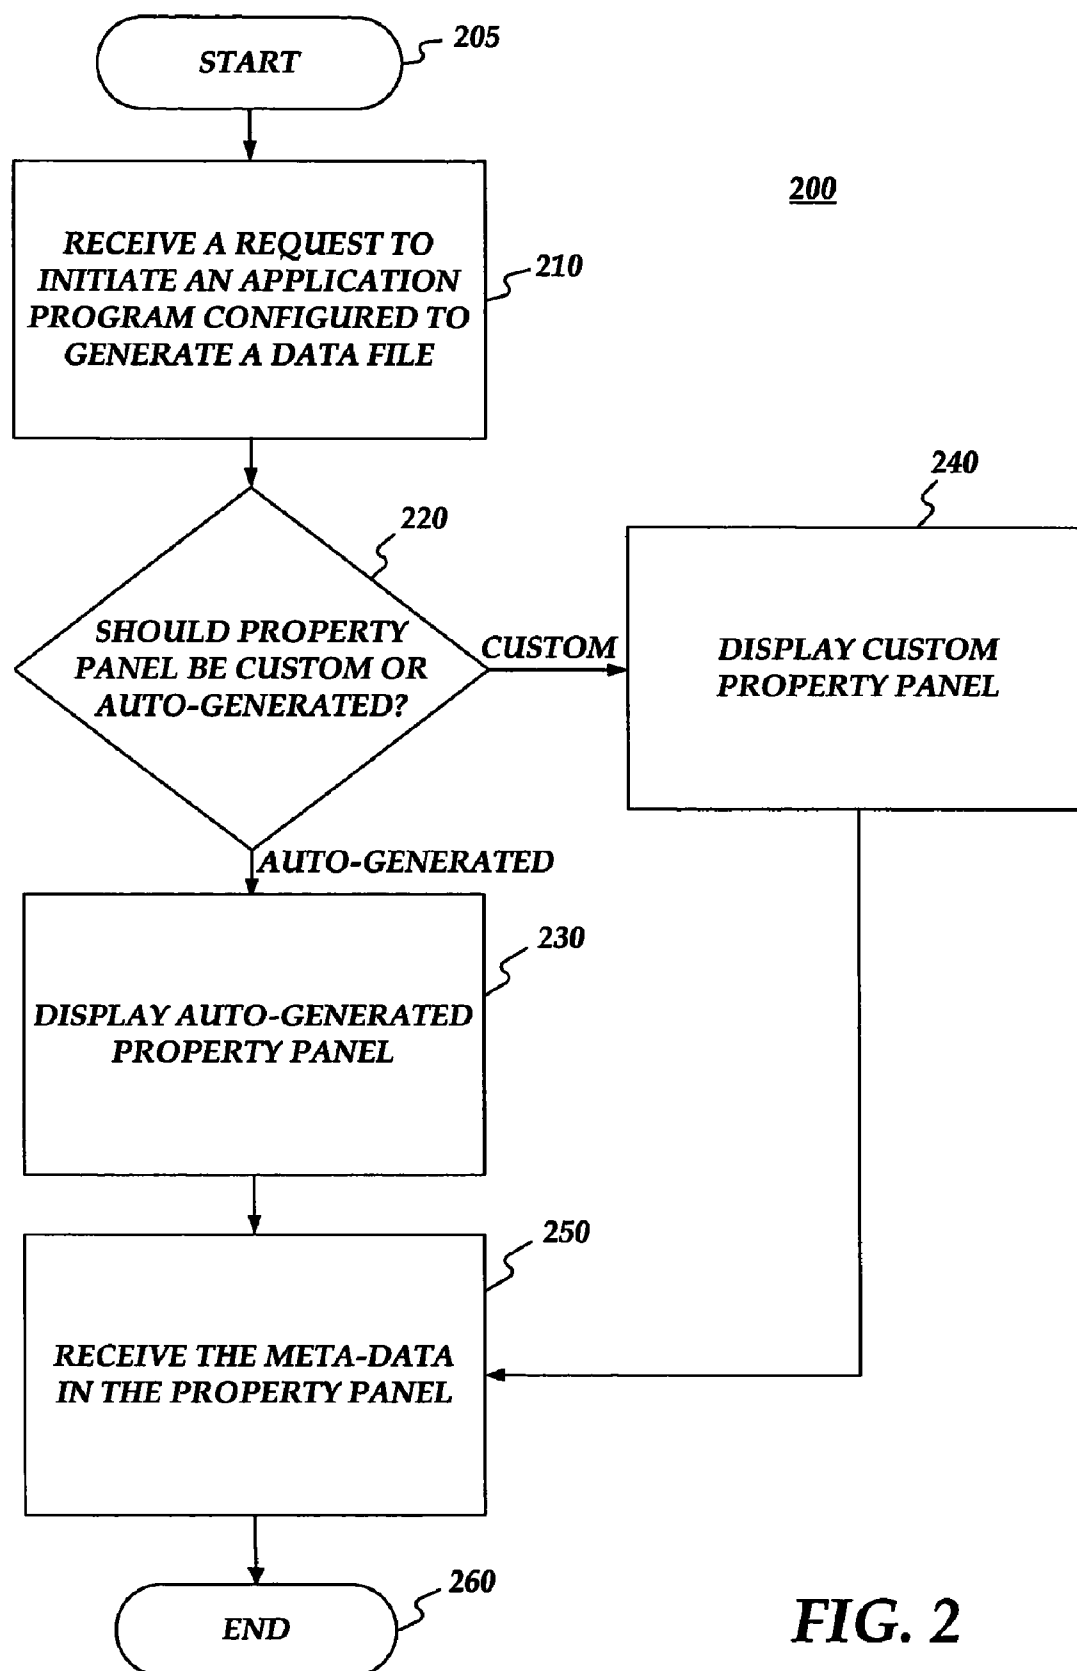 START
205
200
RECEIVE A REQUEST TO
INITIATE AN APPLICATION
PROGRAM CONFIGURED TO
GENERATE A DATA FILE
210
220
SHOULD PROPERTY
PANEL BE CUSTOM OR
AUTO-GENERATED?
CUSTOM
240
DISPLAY CUSTOM
PROPERTY PANEL
AUTO-GENERATED
230
DISPLAY AUTO-GENERATED
PROPERTY PANEL
250
RECEIVE THE META-DATA
IN THE PROPERTY PANEL
260
END
FIG. 2